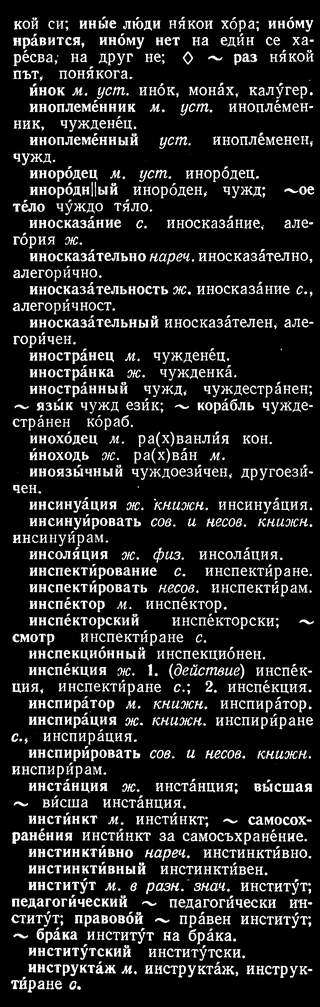 кой си; ины́е лю́ди ня́кои хо́ра; ино́му
нра́вится, ино́му нет на еди́н се ха-
ре́сва, на друг не; ◊ ~ раз ня́кой
път, поня́кога.
и́нок м. уст. ино́к, мона́х, калу́гер.
инопле́менник м. уст. инопле́мен-
ник, чуждене́ц.
инопле́менный уст. инопле́менен,
чужд.
иноро́дец м. уст. иноро́дец.
иноро́дн||ый иноро́ден, чужд; ~ое
те́ло чу́ждо тя́ло.
иносказа́ние с. иносказа́ние, але-
го́рия ж.
иносказа́тельно нареч. иносказа́телно,
алегори́чно.
иносказа́тельность ж. иносказа́ние с.,
алегори́чност.
иносказа́тельный иносказа́телен, але-
гори́чен.
иностра́нец м. чуждене́ц.
иностра́нка ж. чужденка́.
иностра́нный чужд, чуждестра́нен;
~ язы́к чужд ези́к; ~ кора́бль чужде-
стра́нен ко́раб.
инохо́дец м. ра(х)ванли́я кон.
и́ноходь ж. ра(х)ва́н м.
иноязы́чный чуждоези́чен, другоези́-
чен.
инсинуа́ция ж. книжн. инсинуа́ция.
инсинуи́ровать сов. и несов. книжн.
инсинуи́рам.
инсоля́ция ж. физ. инсола́ция.
инспекти́рование с. инспекти́ране.
инспекти́ровать несов. инспекти́рам.
инспе́ктор м. инспе́ктор.
инспе́кторский инспе́кторски; ~
смотр инспекти́ране с.
инспекцио́нный инспекцио́нен.
инспе́кция ж. 1. (действие) инспе́к-
ция, инспекти́ране с.; 2. инспе́кция.
инспира́тор м. книжн. инспира́тор.
инспира́ция ж. книжн. инспири́ране
с., инспира́ция.
инспири́ровать сов. и несов. книжн.
инспири́рам.
инста́нция ж. инста́нция; вы́сшая
~ ви́сша инста́нция.
инсти́нкт м. инсти́нкт; ~ самосох-
ране́ния инсти́нкт за самосъхране́ние.
инстинкти́вно нареч. инстинкти́вно.
инстинкти́вный инстинкти́вен.
институ́т м. в разн. знач. институ́т;
педагоги́ческий ~ педагоги́чески ин-
ститу́т; правово́й ~ пра́вен институ́т;
~ бра́ка институ́т на бра́ка.
институ́тский институ́тски.
инструкта́ж м. инструкта́ж, инструк-
ти́ране с.